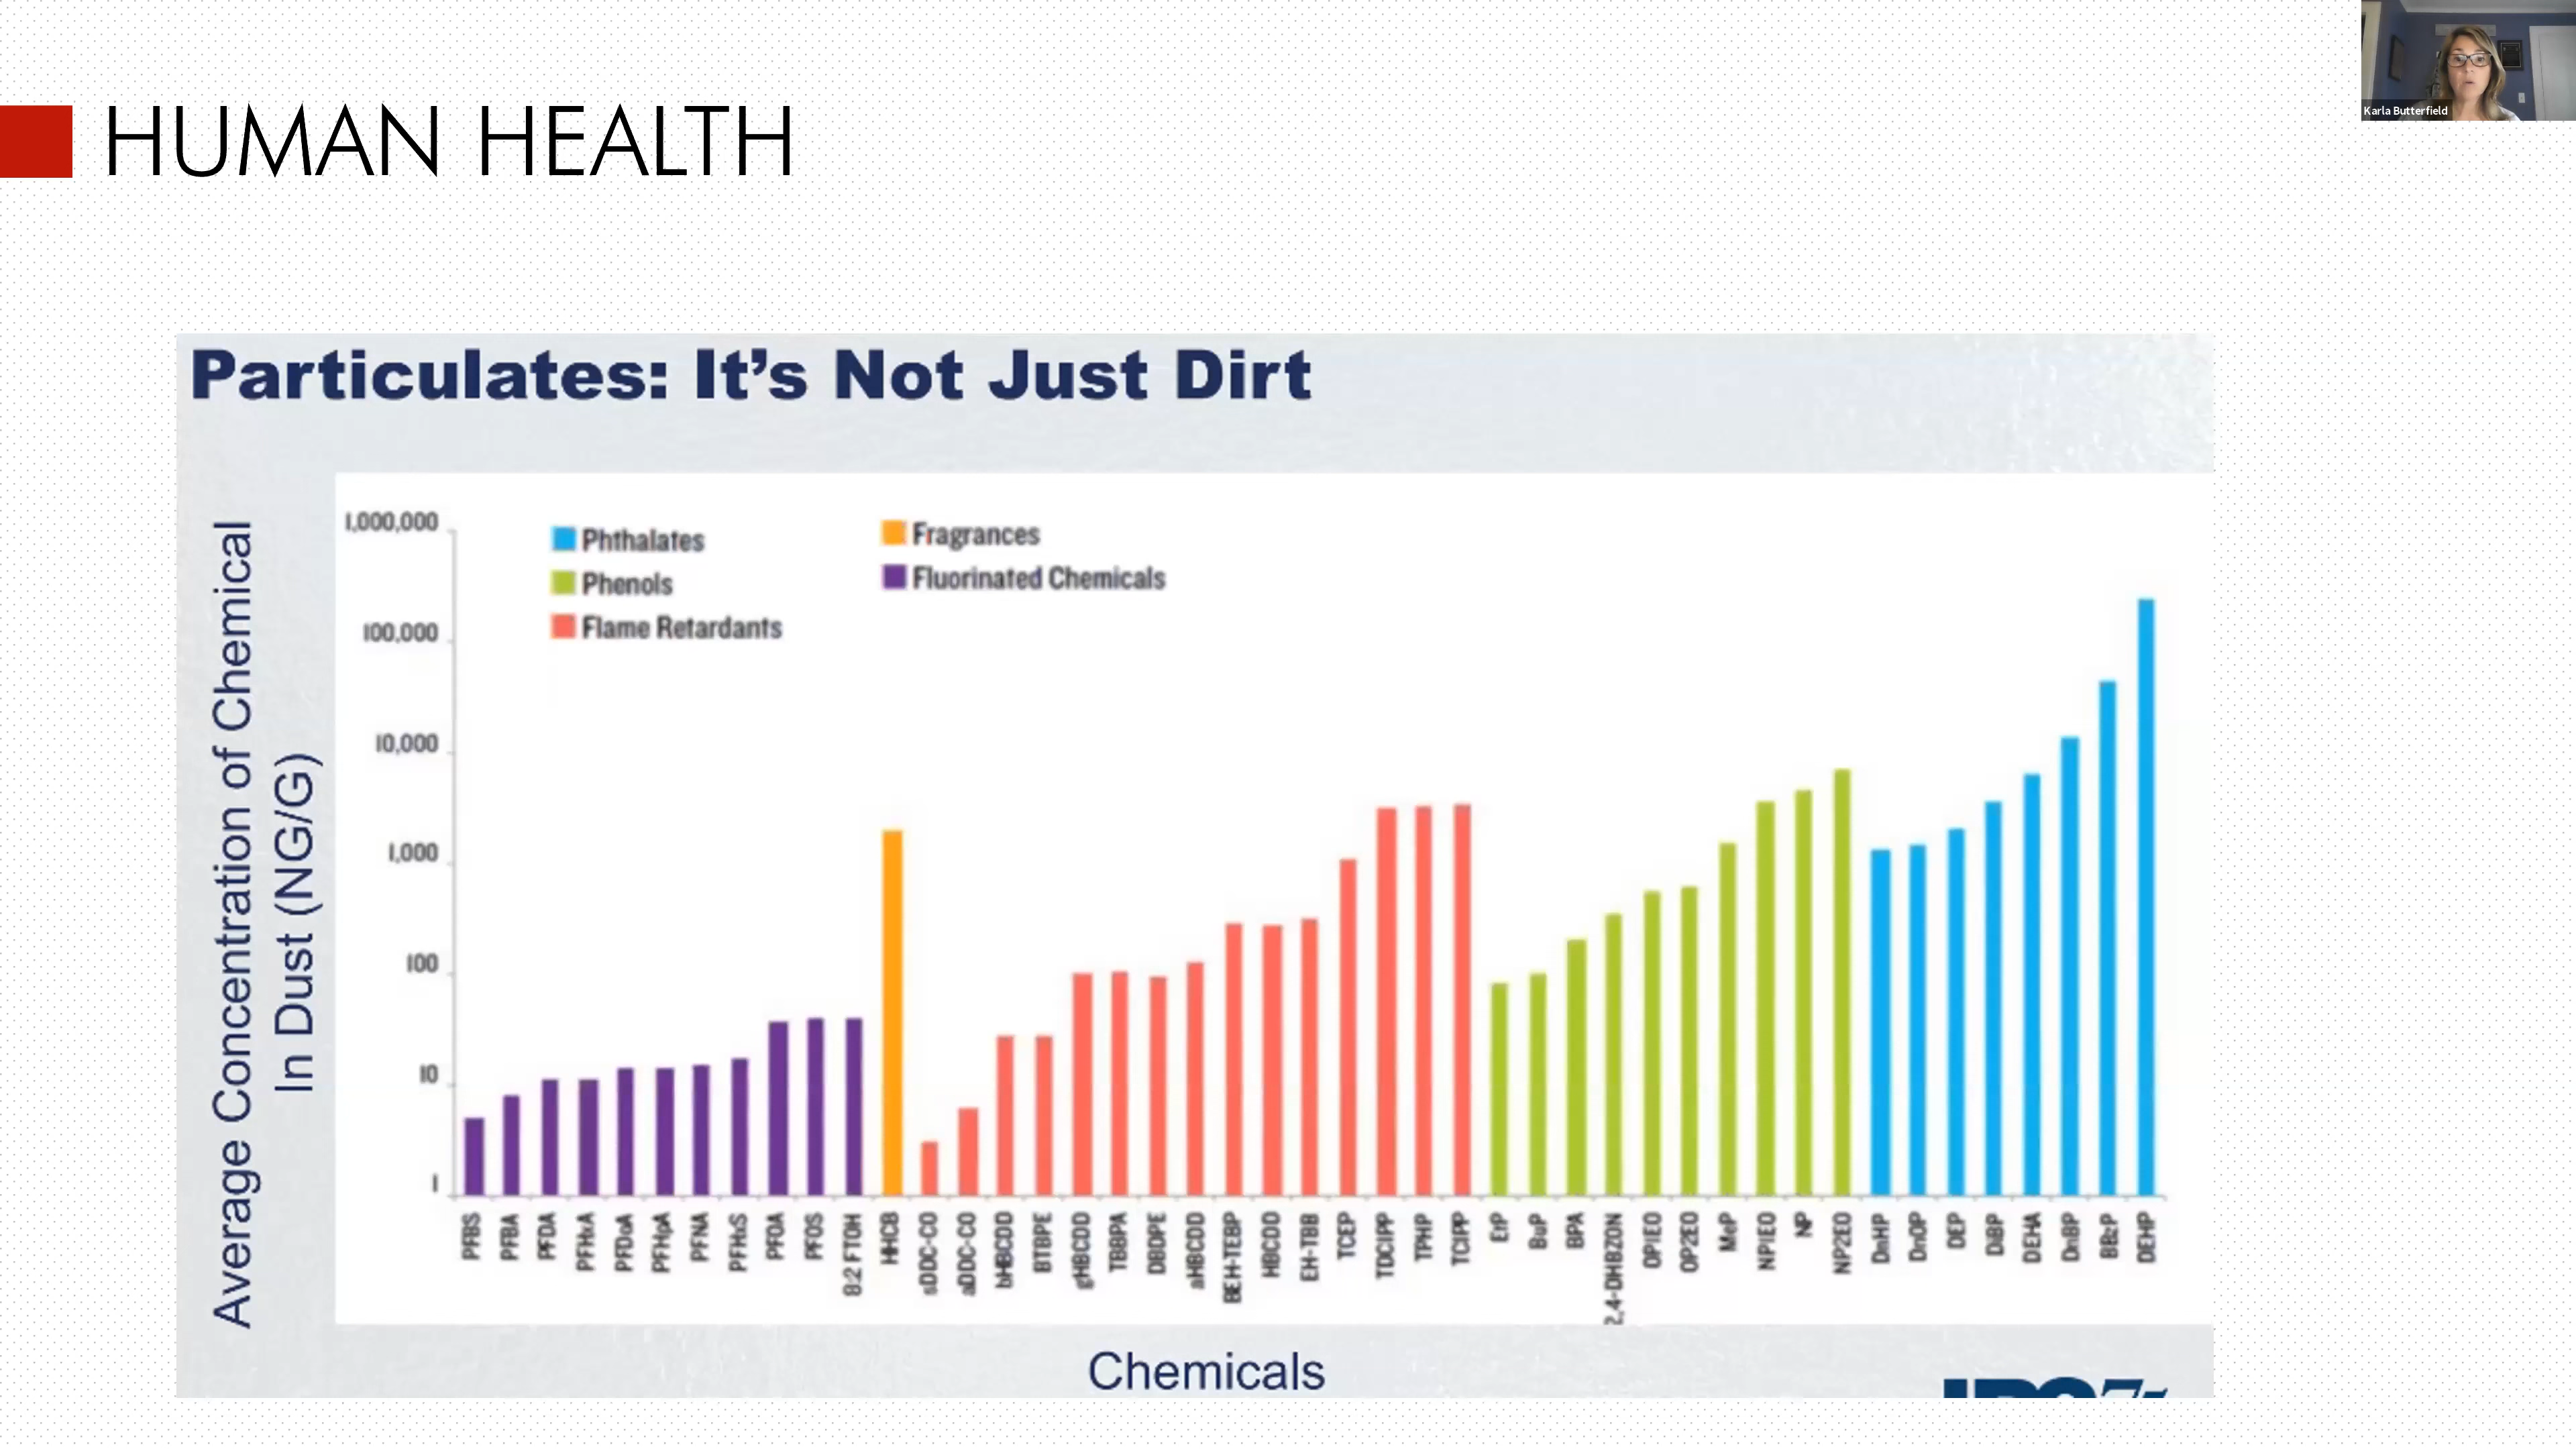 Karla Butterfield
HUMAN HEALTH
Particulates: It's Not Just Dirt
Average Concentration of Chemical
In Dust (NG/G)
1,000,000
100,000
10,000
1,000
100
10
1
Phthalates
Phenols
Flame Retardants
Fragrances
Fluorinated Chemicals
PFBS
PFBA
PFDA
PFHxA
PFDoA
PFHpA
PFNA
PFHxS
PFOA
PFOS
8:2 FTOH
HHCB
sDDC-CO
aDDC-CO
bHBCDD
BTBPE
gHBCDD
TBBPA
DBDPE
aHBCDD
BEH-TEBP
HBCDD
EH-TBB
TCEP
TDCIPP
TPHP
TCIPP
EtP
BuP
BPA
2,4-DHBZON
OP1EO
OP2EO
MeP
NP1EO
NP
NP2EO
DnHP
DnOP
DEP
DiBP
DEHA
DnBP
BBzP
DEHP
Chemicals